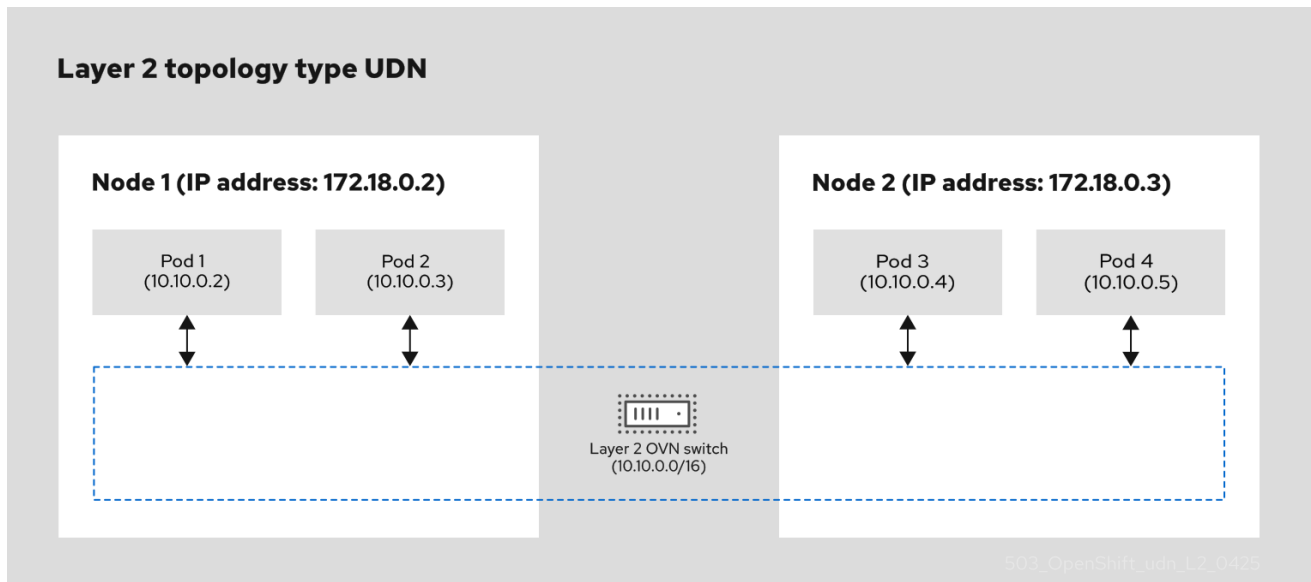 Layer 2 topology type UDN
Node 1 (IP address: 172.18.0.2)
Pod 1
(10.10.0.2)
Pod 2
(10.10.0.3)
Node 2 (IP address: 172.18.0.3)
Pod 3
(10.10.0.4)
Pod 4
(10.10.0.5)
Layer 2 OVN switch
(10.10.0.0/16)
503_OpenShift_udn_L2_0425